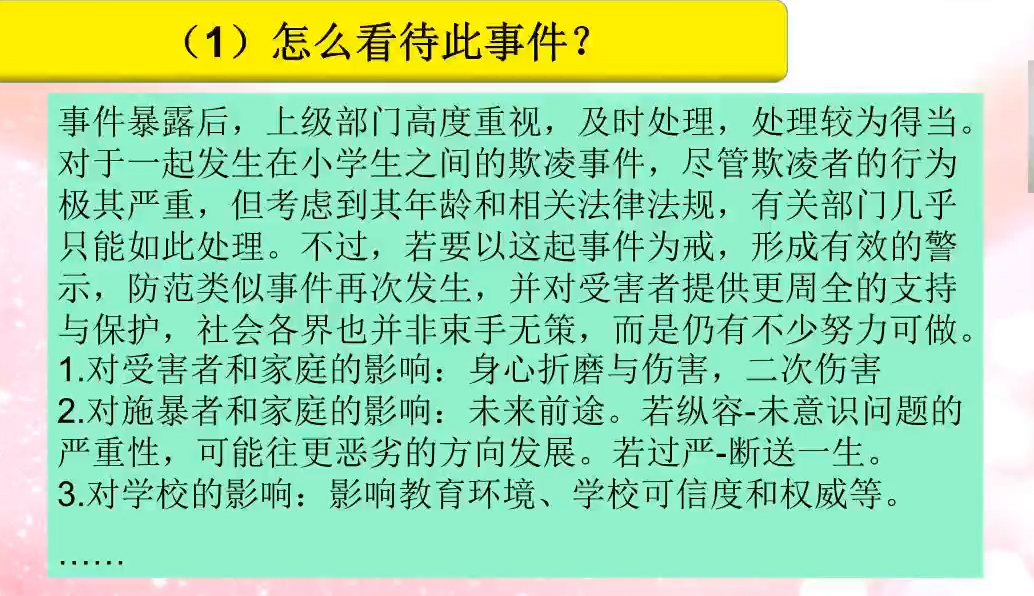 （1）怎么看待此事件？
事件暴露后，上级部门高度重视，及时处理，处理较为得当。
对于一起发生在小学生之间的欺凌事件，尽管欺凌者的行为
极其严重，但考虑到其年龄和相关法律法规，有关部门几乎
只能如此处理。不过，若要以这起事件为戒，形成有效的警
示，防范类似事件再次发生，并对受害者提供更周全的支持
与保护，社会各界也并非束手无策，而是仍有不少努力可做。
1.对受害者和家庭的影响：身心折磨与伤害，二次伤害
2.对施暴者和家庭的影响：未来前途。若纵容-未意识问题的
严重性，可能往更恶劣的方向发展。若过严-断送一生。
3.对学校的影响：影响教育环境、学校可信度和权威等。
……